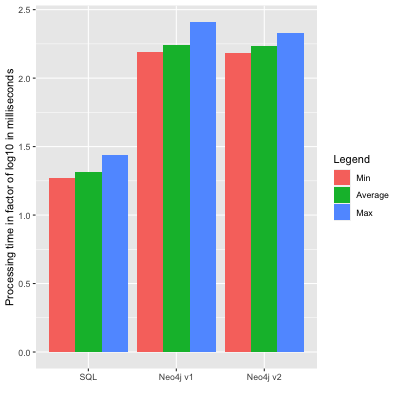 Processing time in factor of log10 in milliseconds
2.5
2.0
1.5
1.0
0.5
0.0
SQL
Neo4j v1
Neo4j v2
Legend
Min
Average
Max